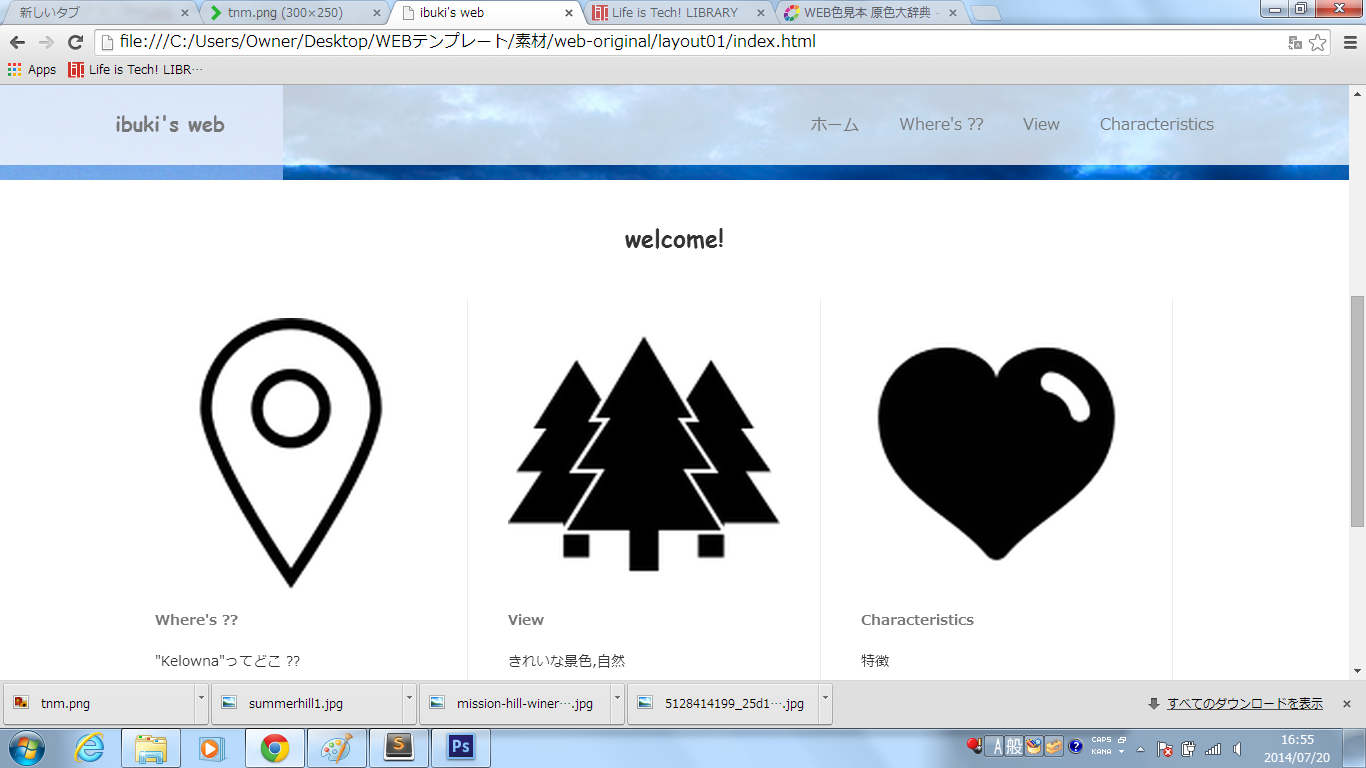 新しいタブ
tnm.png (300×250)
ibuki's web
Life is Tech! LIBRARY
WEB色見本 原色大辞典 -
file:///C:/Users/Owner/Desktop/WEBテンプレート/素材/web-original/layout01/index.html
Apps
Life is Tech! LIBR…
ibuki's web
ホーム
Where's ??
View
Characteristics
welcome!
Where's ??
View
Characteristics
"Kelowna"ってどこ ??
きれいな景色,自然
特徴
tnm.png
summerhill1.jpg
mission-hill-winer….jpg
5128414199_25d1….jpg
すべてのダウンロードを表示
Ps
A 般
CAPS
KANA
16:55
2014/07/20